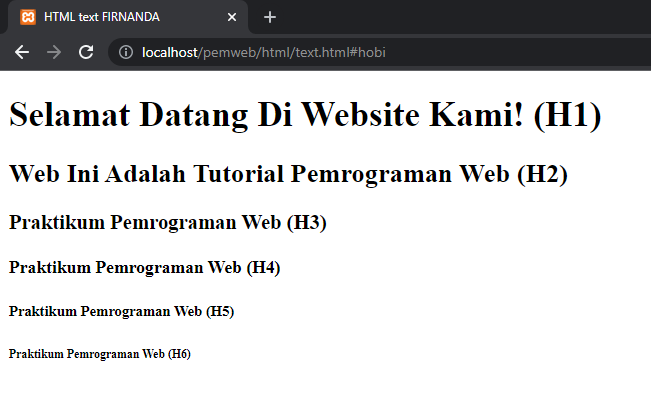 HTML text FIRNANDA
localhost/pemweb/html/text.html#hobi
Selamat Datang Di Website Kami! (H1)
Web Ini Adalah Tutorial Pemrograman Web (H2)
Praktikum Pemrograman Web (H3)
Praktikum Pemrograman Web (H4)
Praktikum Pemrograman Web (H5)
Praktikum Pemrograman Web (H6)